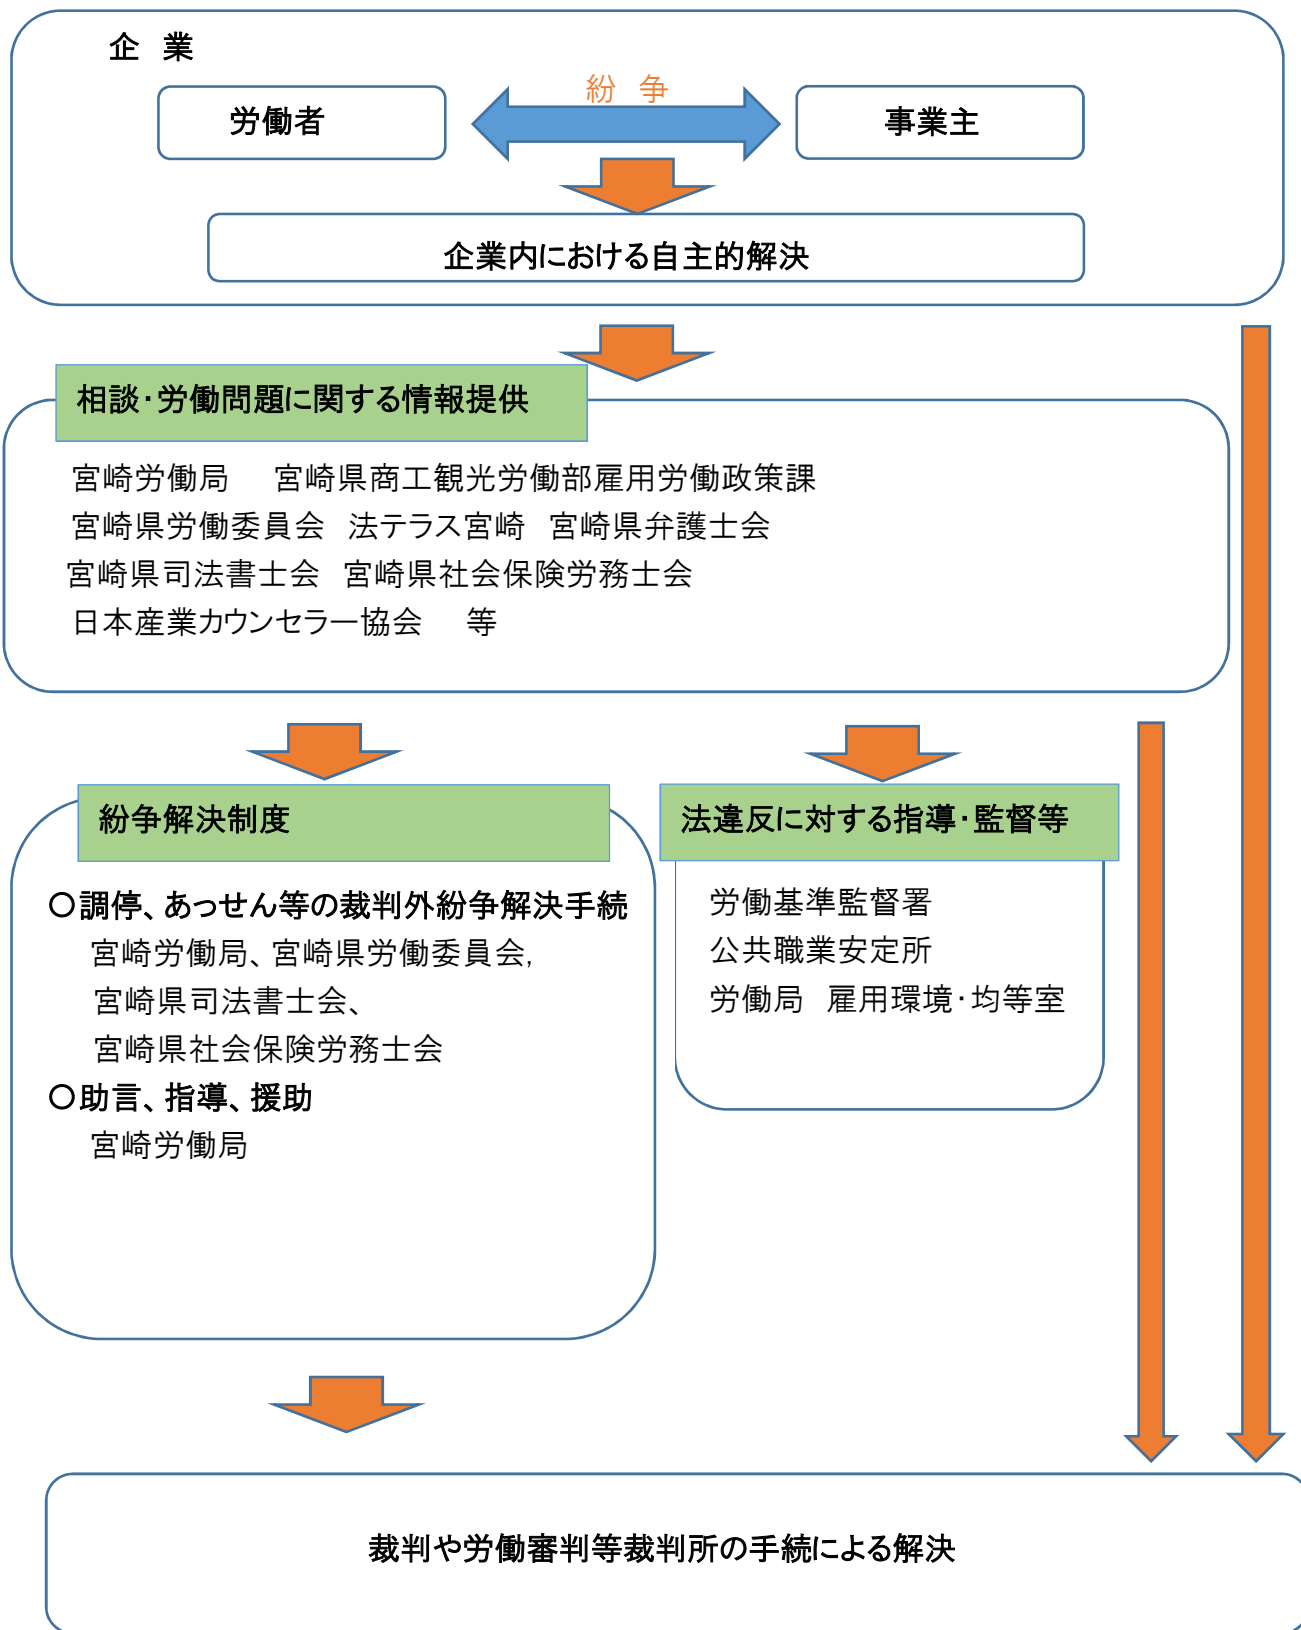 企　業
紛　争
労働者
事業主
企業内における自主的解決
相談・労働問題に関する情報提供
宮崎労働局　宮崎県商工観光労働部雇用労働政策課
宮崎県労働委員会　法テラス宮崎　宮崎県弁護士会
宮崎県司法書士会　宮崎県社会保険労務士会
日本産業カウンセラー協会　等
紛争解決制度
法違反に対する指導・監督等
〇調停、あっせん等の裁判外紛争解決手続
宮崎労働局、宮崎県労働委員会,
宮崎県司法書士会、
宮崎県社会保険労務士会
〇助言、指導、援助
宮崎労働局
労働基準監督署
公共職業安定所
労働局　雇用環境・均等室
裁判や労働審判等裁判所の手続による解決